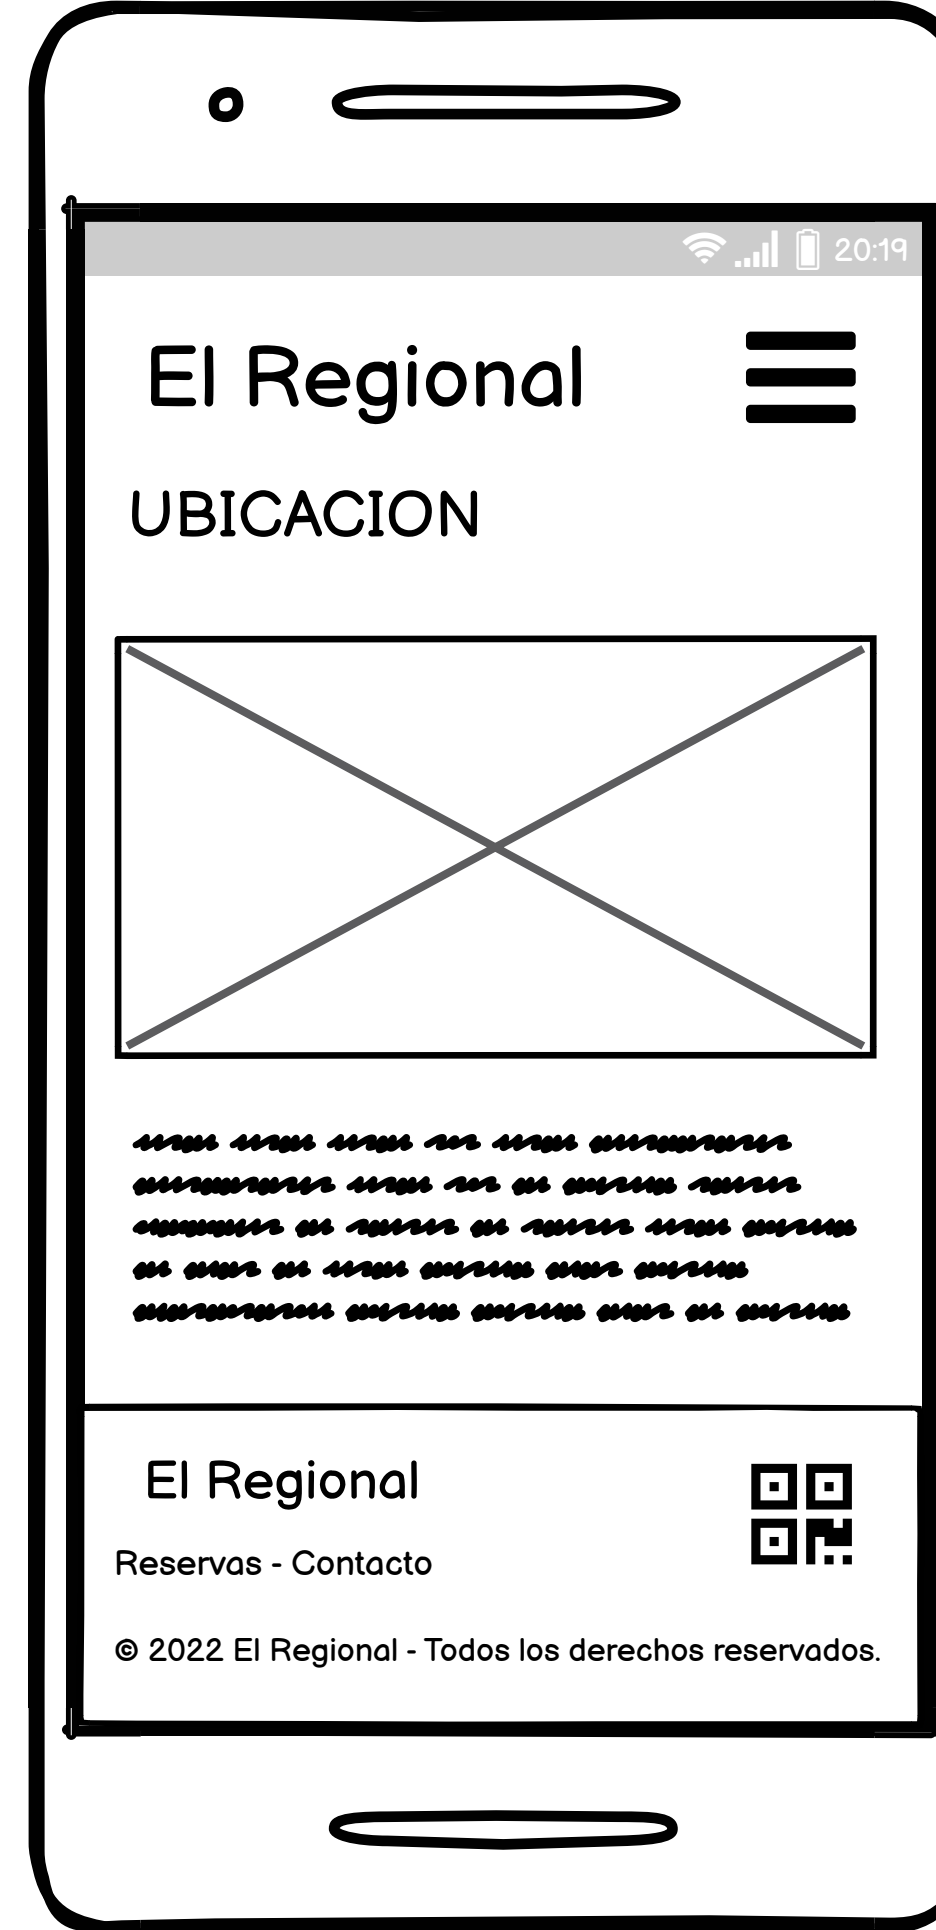 20:19
El Regional
UBICACION
El Regional
Reservas - Contacto
© 2022 El Regional - Todos los derechos reservados.